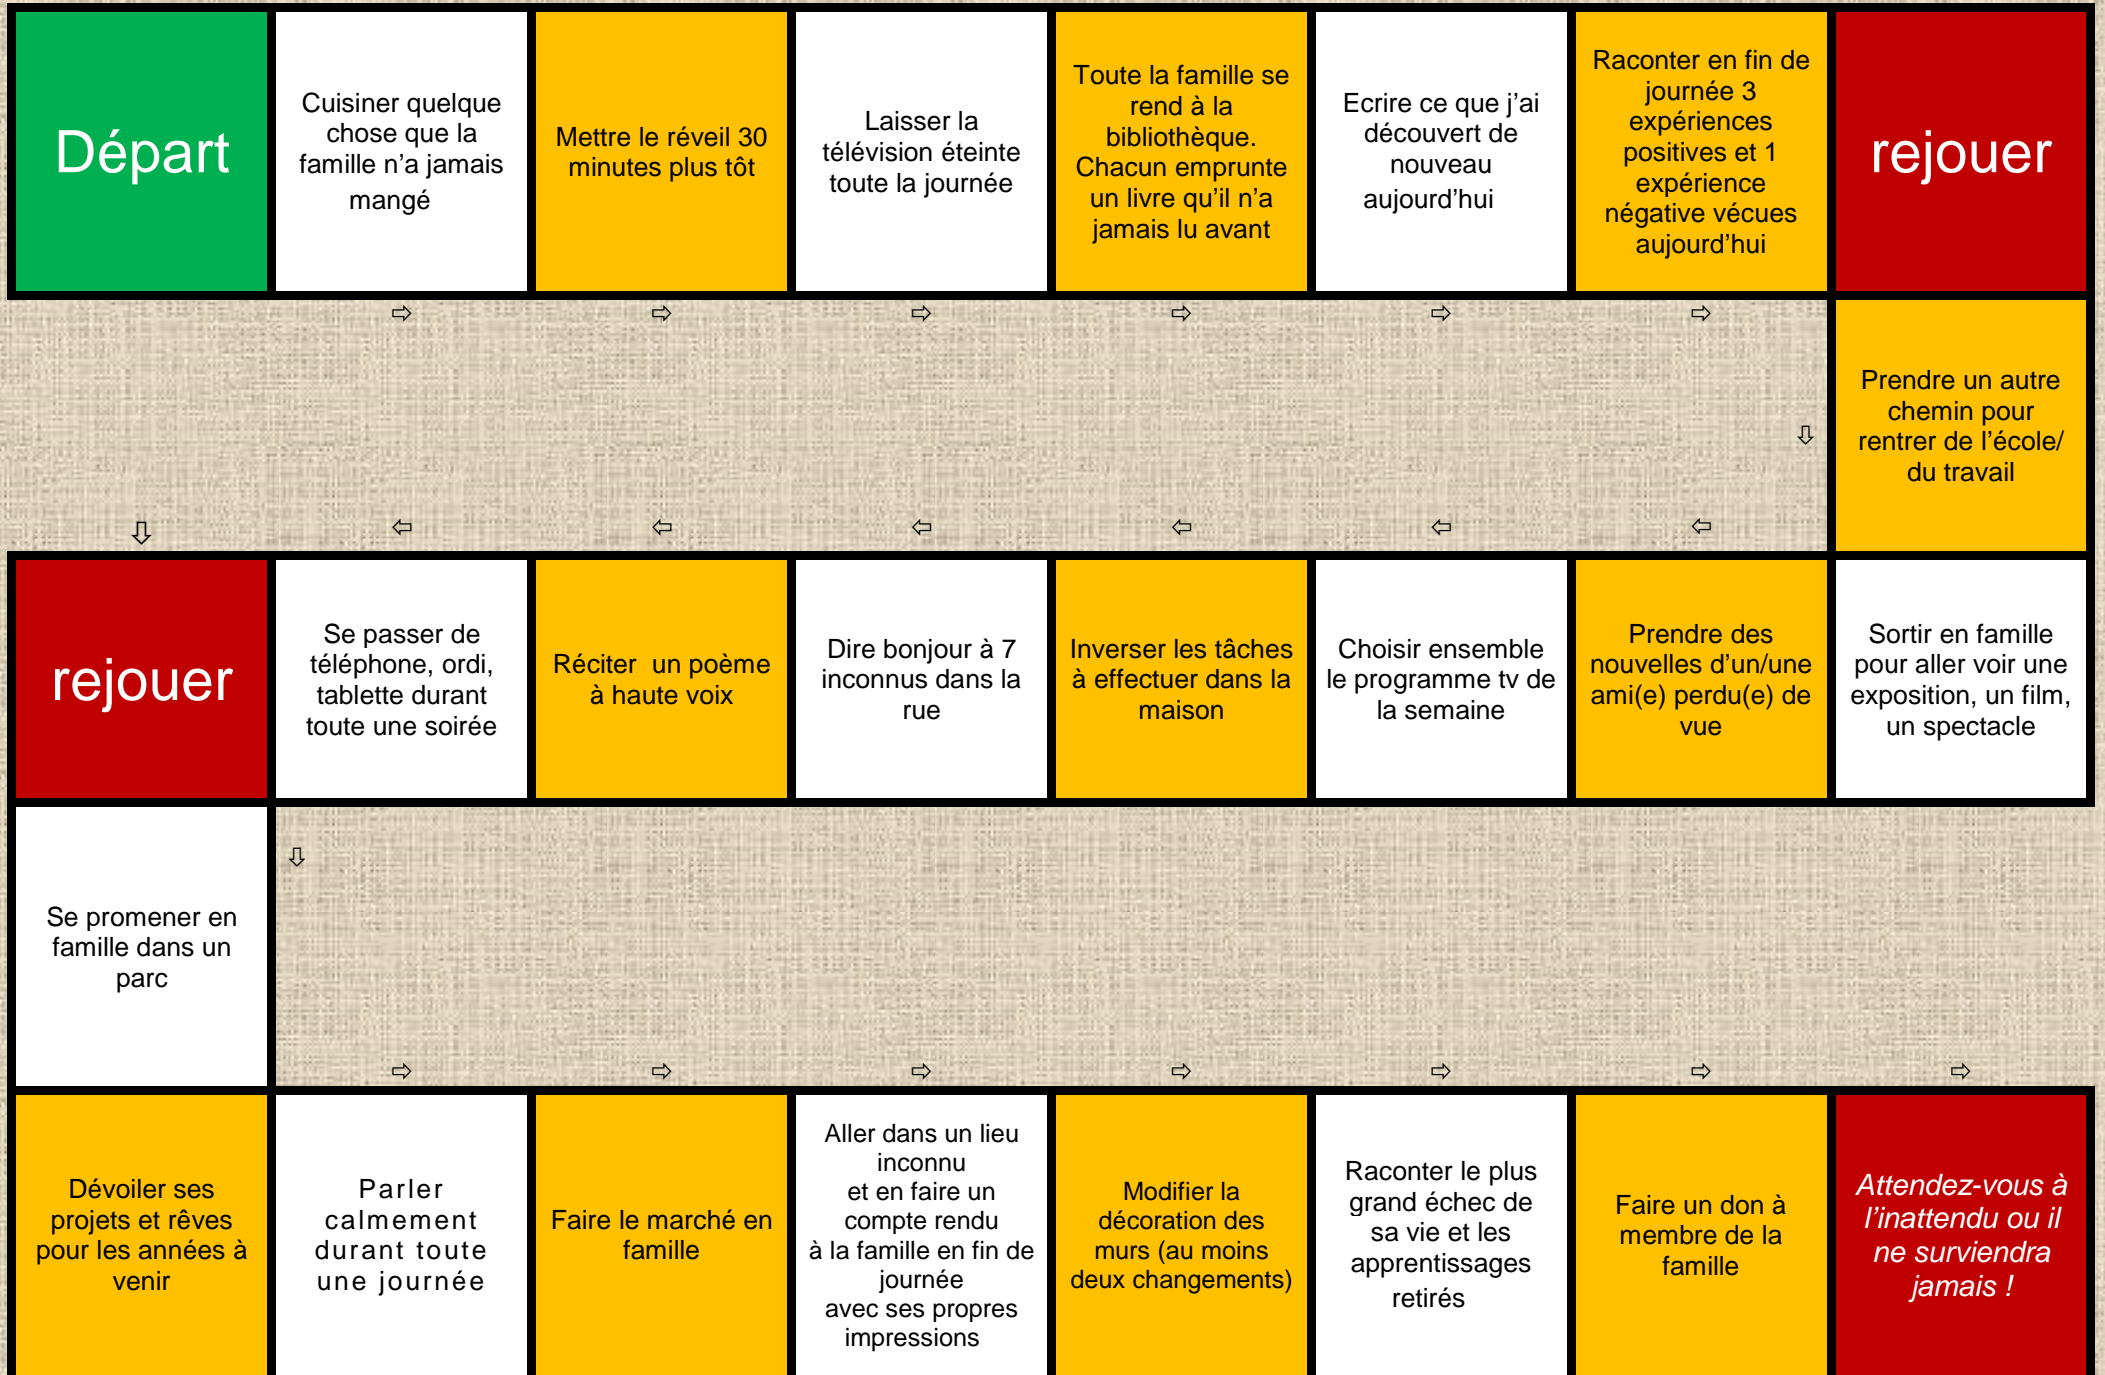 Départ
Cuisiner quelque
chose que la
famille n’a jamais
mangé
Mettre le réveil 30
minutes plus tôt
Laisser la
télévision éteinte
toute la journée
Toute la famille se
rend à la
bibliothèque.
Chacun emprunte
un livre qu’il n’a
jamais lu avant
Ecrire ce que j’ai
découvert de
nouveau
aujourd’hui
Raconter en fin de
journée 3
expériences
positives et 1
expérience
négative vécues
aujourd’hui
rejouer
⇨ ⇨ ⇨ ⇨ ⇨ ⇨
Prendre un autre
chemin pour
rentrer de l’école/
du travail
⇩
⇩ ⇦ ⇦ ⇦ ⇦ ⇦ ⇦
rejouer
Se passer de
téléphone, ordi,
tablette durant
toute une soirée
Réciter un poème
à haute voix
Dire bonjour à 7
inconnus dans la
rue
Inverser les tâches
à effectuer dans la
maison
Choisir ensemble
le programme tv de
la semaine
Prendre des
nouvelles d’un/une
ami(e) perdu(e) de
vue
Sortir en famille
pour aller voir une
exposition, un film,
un spectacle
Se promener en
famille dans un
parc
⇩
⇨ ⇨ ⇨ ⇨ ⇨ ⇨ ⇨
Dévoiler ses
projets et rêves
pour les années à
venir
Parler
calmement
durant toute
une journée
Faire le marché en
famille
Aller dans un lieu
inconnu
et en faire un
compte rendu
à la famille en fin de
journée
avec ses propres
impressions
Modifier la
décoration des
murs (au moins
deux changements)
Raconter le plus
grand échec de
sa vie et les
apprentissages
retirés
Faire un don à
membre de la
famille
Attendez-vous à
l’inattendu ou il
ne surviendra
jamais !